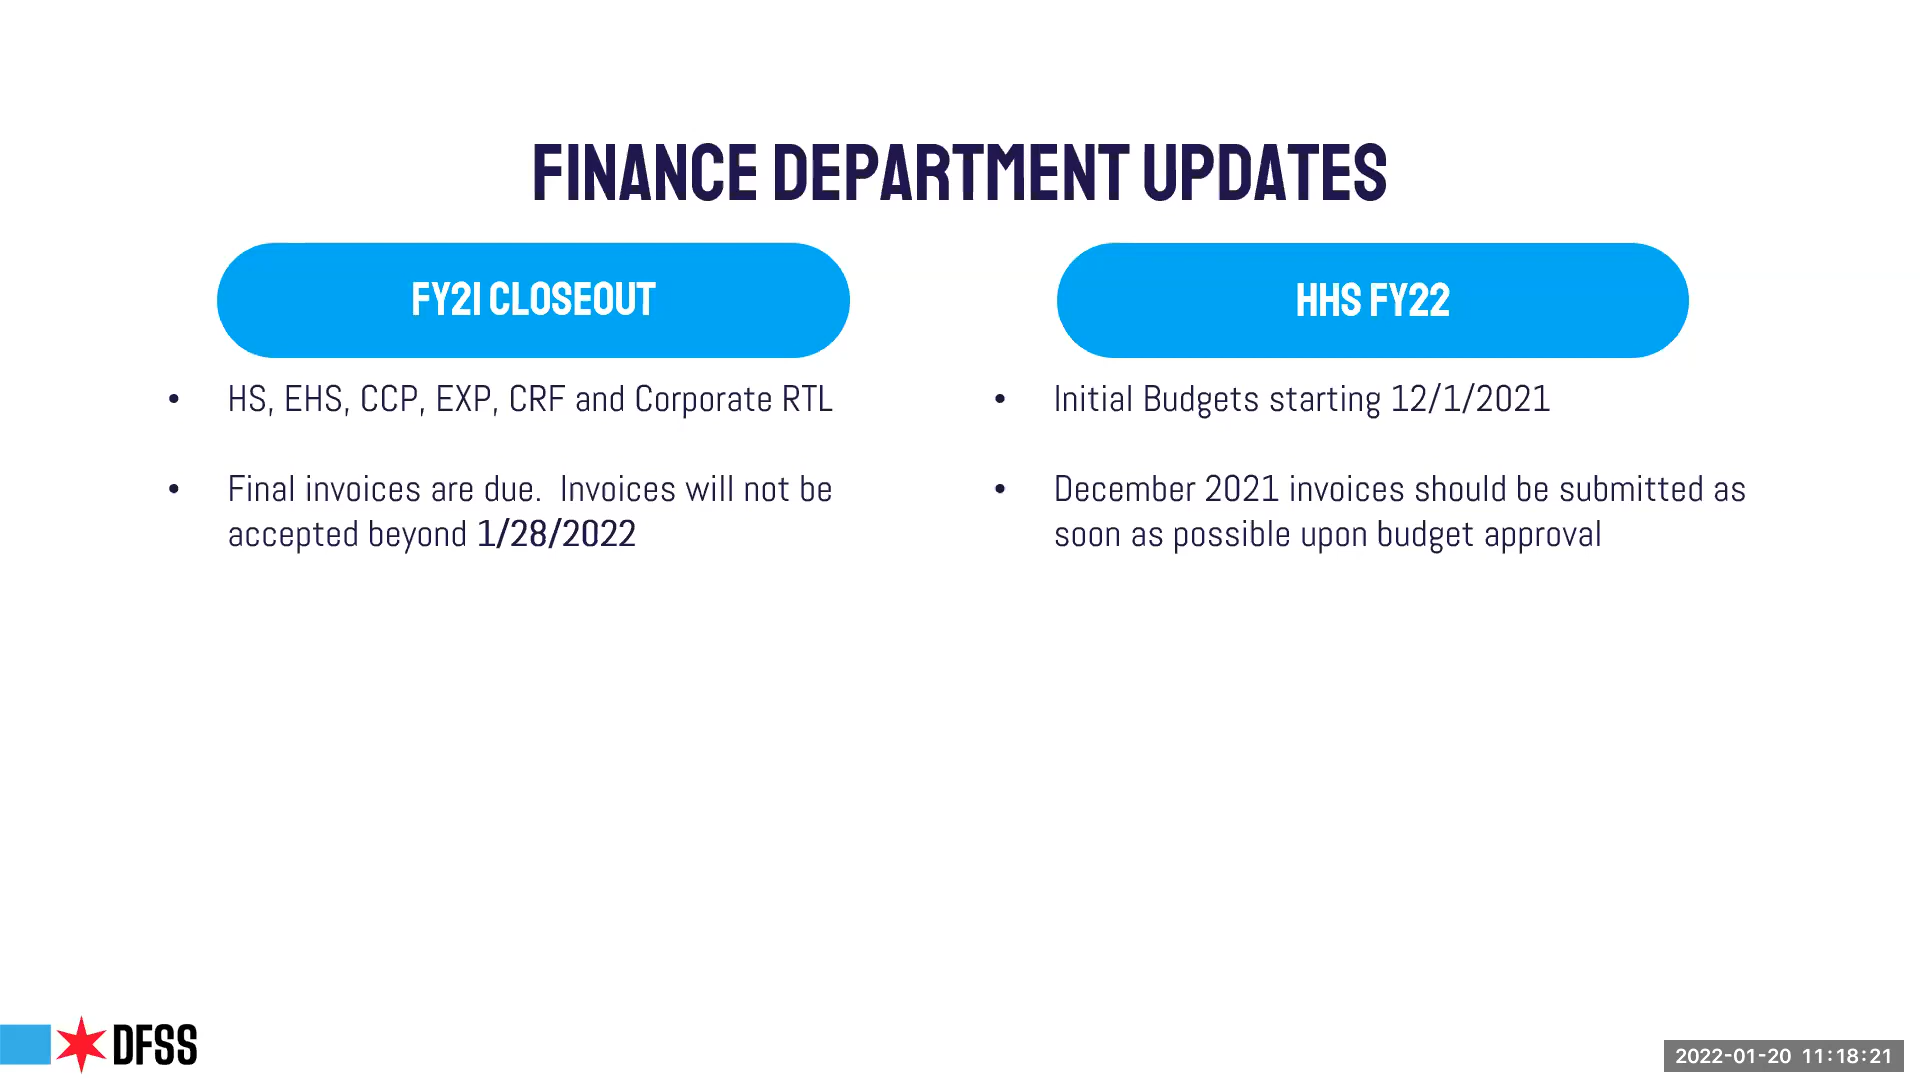 FINANCE DEPARTMENT UPDATES
FY21 CLOSEOUT
• HS, EHS, CCP, EXP, CRF and Corporate RTL
• Final invoices are due.  Invoices will not be
accepted beyond 1/28/2022
HHS FY22
• Initial Budgets starting 12/1/2021
• December 2021 invoices should be submitted as
soon as possible upon budget approval
DFSS
2022-01-20 11:18:21